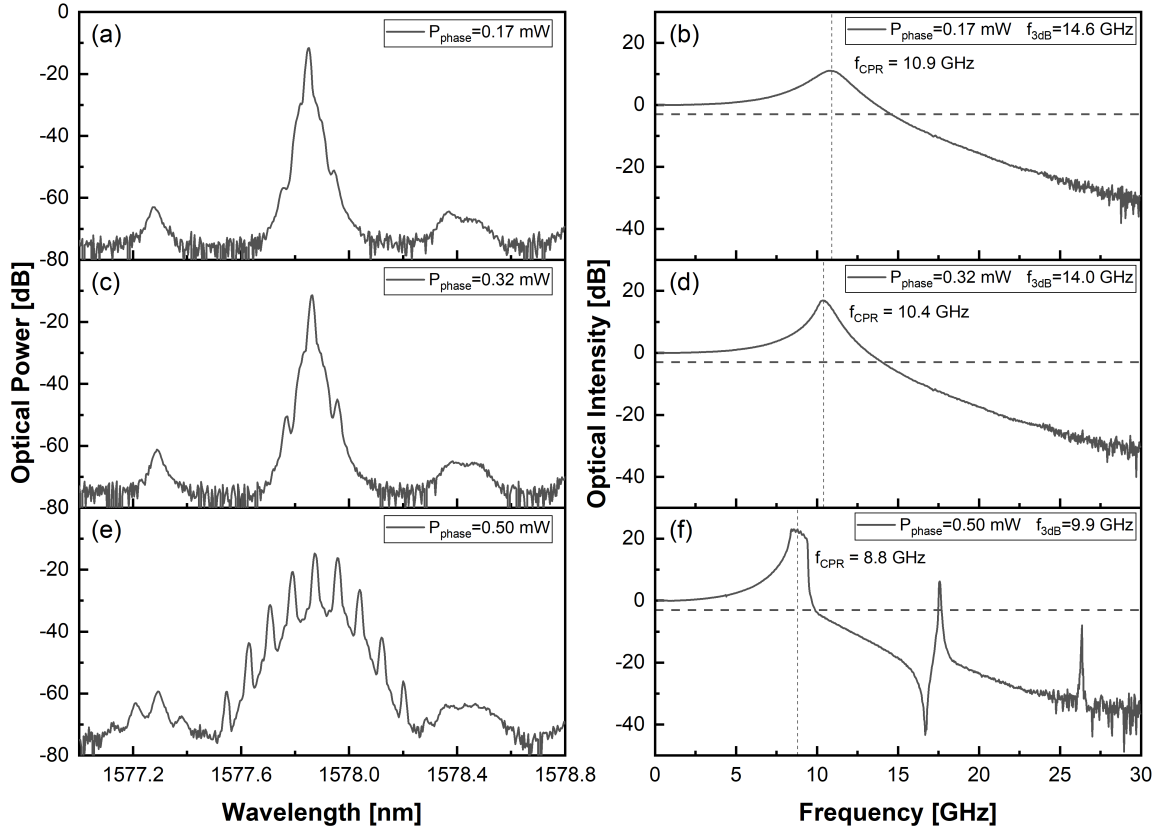 (a)
P_phase=0.17 mW
0
-20
-40
-60
-80
(b)
P_phase=0.17 mW f_3dB=14.6 GHz
f_CPR = 10.9 GHz
20
0
-20
-40
(c)
P_phase=0.32 mW
-20
-40
-60
-80
(d)
P_phase=0.32 mW f_3dB=14.0 GHz
f_CPR = 10.4 GHz
20
0
-20
-40
(e)
P_phase=0.50 mW
-20
-40
-60
-80
1577.2 1577.6 1578.0 1578.4 1578.8
(f)
P_phase=0.50 mW f_3dB=9.9 GHz
f_CPR = 8.8 GHz
20
0
-20
-40
0 5 10 15 20 25 30
Optical Power [dB]
Optical Intensity [dB]
Wavelength [nm]
Frequency [GHz]